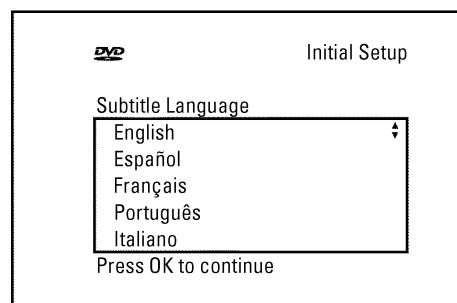 DVD Initial Setup
Subtitle Language
English
Español
Français
Português
Italiano
Press OK to continue